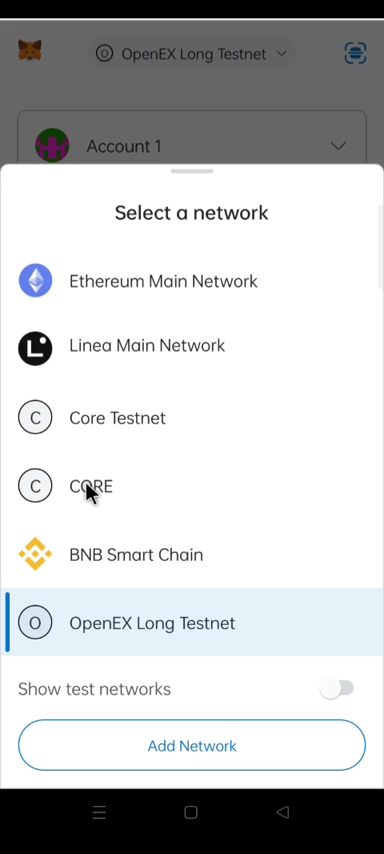 OpenEX Long Testnet
Account 1
Select a network
Ethereum Main Network
Linea Main Network
C Core Testnet
C CORE
BNB Smart Chain
O OpenEX Long Testnet
Show test networks
Add Network